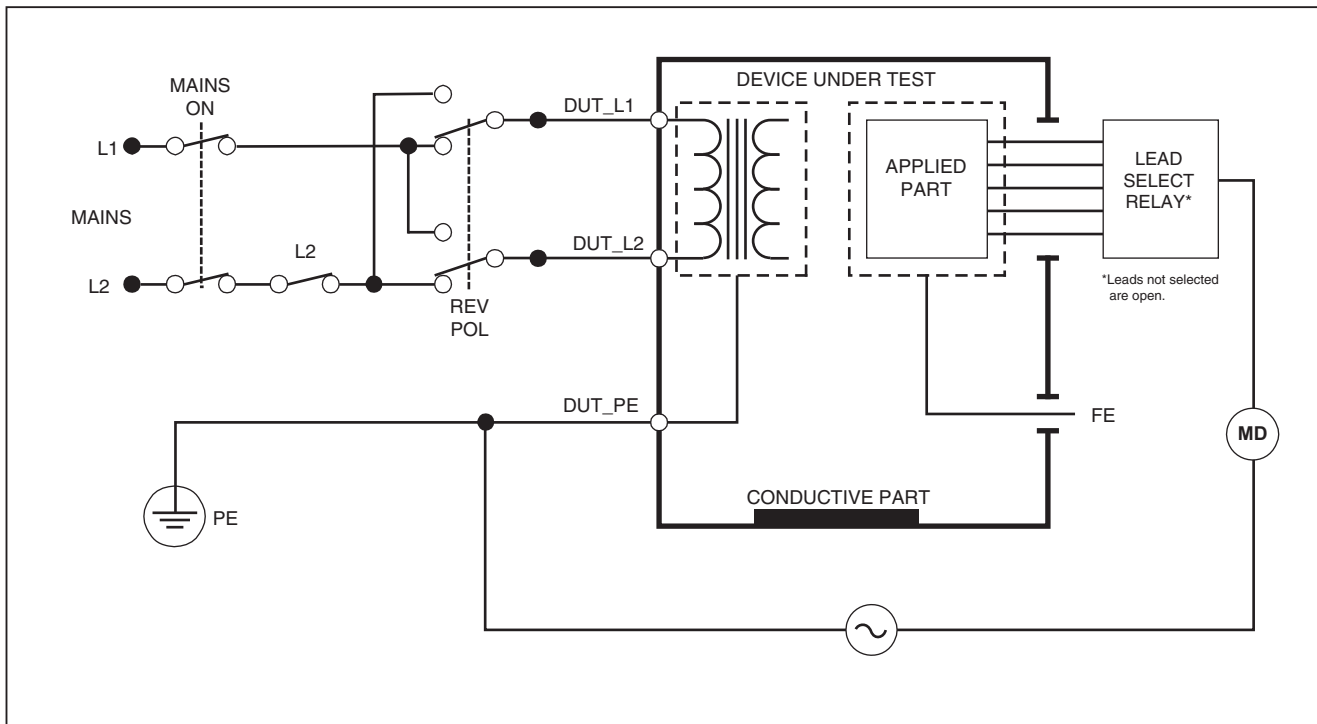 MAINS
ON
L1
MAINS
L2
L2
REV
POL
DUT_L1
DUT_L2
DUT_PE
PE
DEVICE UNDER TEST
APPLIED
PART
LEAD
SELECT
RELAY*
*Leads not selected
are open.
FE
MD
CONDUCTIVE PART